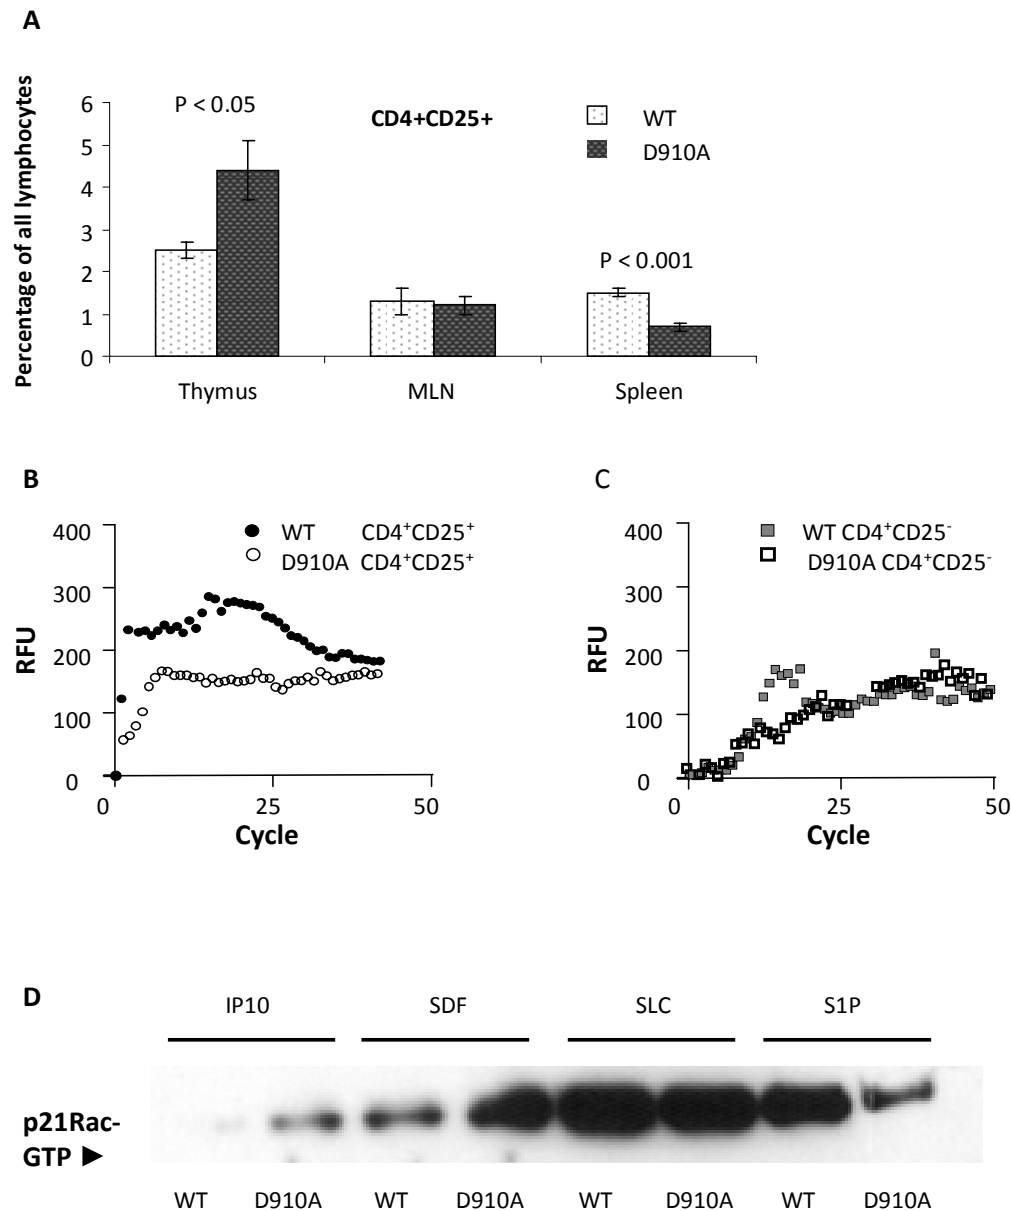 A
Percentage of all lymphocytes
6
5
4
3
2
1
0
P < 0.05
CD4+CD25+
WT
D910A
P < 0.001
Thymus MLN Spleen
B
400
300
200
100
0
RFU
WT CD4⁺CD25⁺
D910A CD4⁺CD25⁺
0 25 50
Cycle
C
400
300
200
100
0
RFU
WT CD4⁺CD25⁻
D910A CD4⁺CD25⁻
0 25 50
Cycle
D
IP10 SDF SLC S1P
p21Rac-
GTP ►
WT D910A WT D910A WT D910A WT D910A